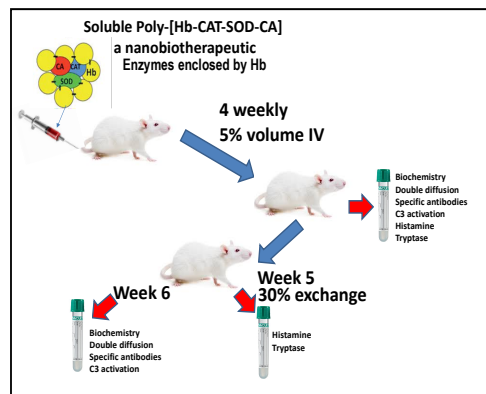 Soluble Poly-[Hb-CAT-SOD-CA]
a nanobiotherapeutic
Enzymes enclosed by Hb
CA
CAT
Hb
SOD
4 weekly
5% volume IV
Biochemistry
Double diffusion
Specific antibodies
C3 activation
Histamine
Tryptase
Week 5
30% exchange
Week 6
Biochemistry
Double diffusion
Specific antibodies
C3 activation
Histamine
Tryptase